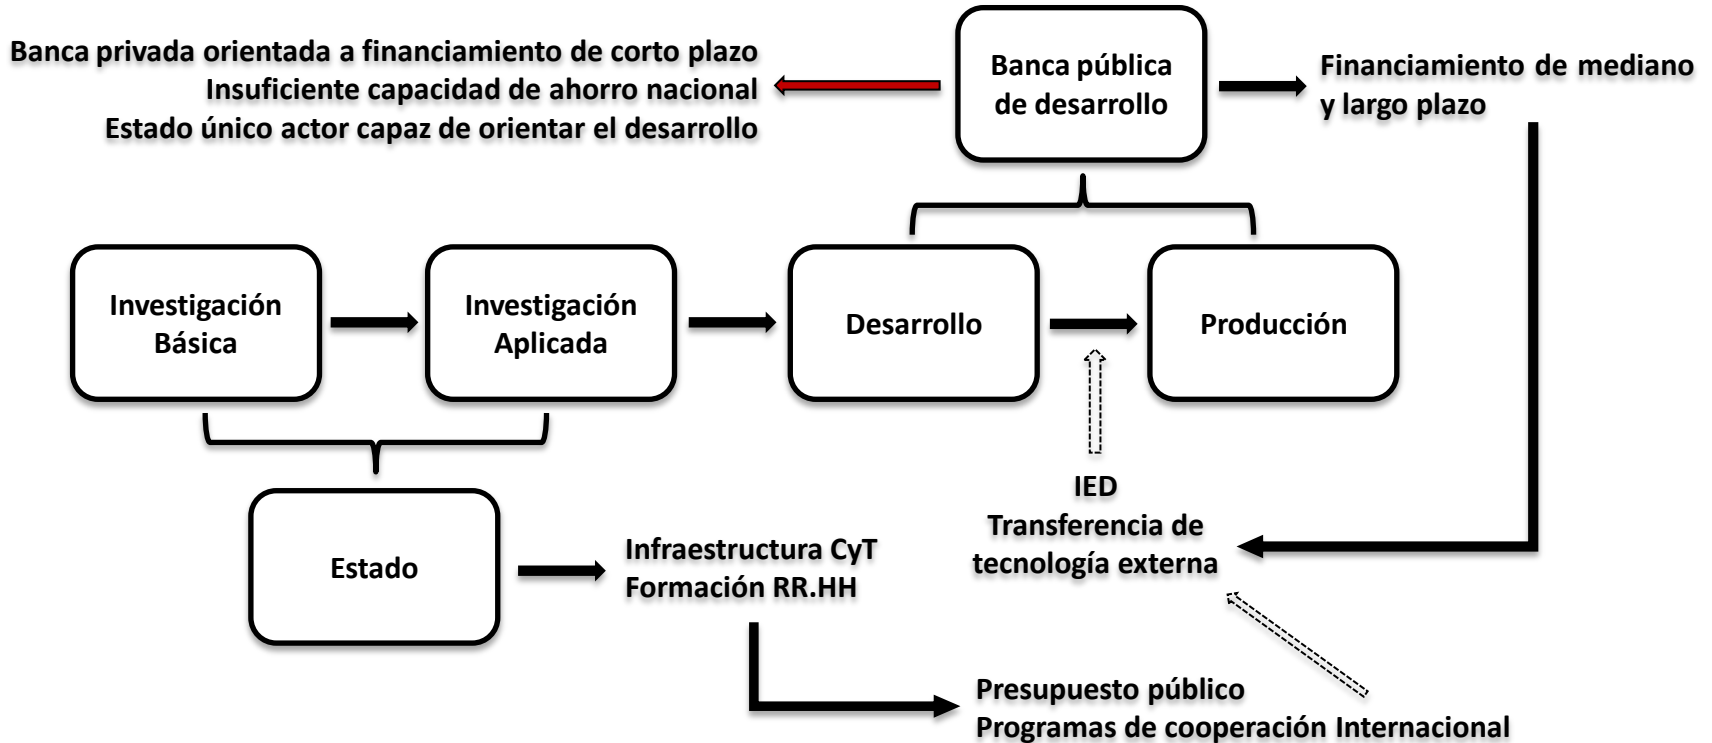 Banca privada orientada a financiamiento de corto plazo
Insuficiente capacidad de ahorro nacional
Estado único actor capaz de orientar el desarrollo
Banca pública
de desarrollo
Financiamiento de mediano
y largo plazo
Investigación
Básica
Investigación
Aplicada
Desarrollo
Producción
Estado
Infraestructura CyT
Formación RR.HH
IED
Transferencia de
tecnología externa
Presupuesto público
Programas de cooperación Internacional